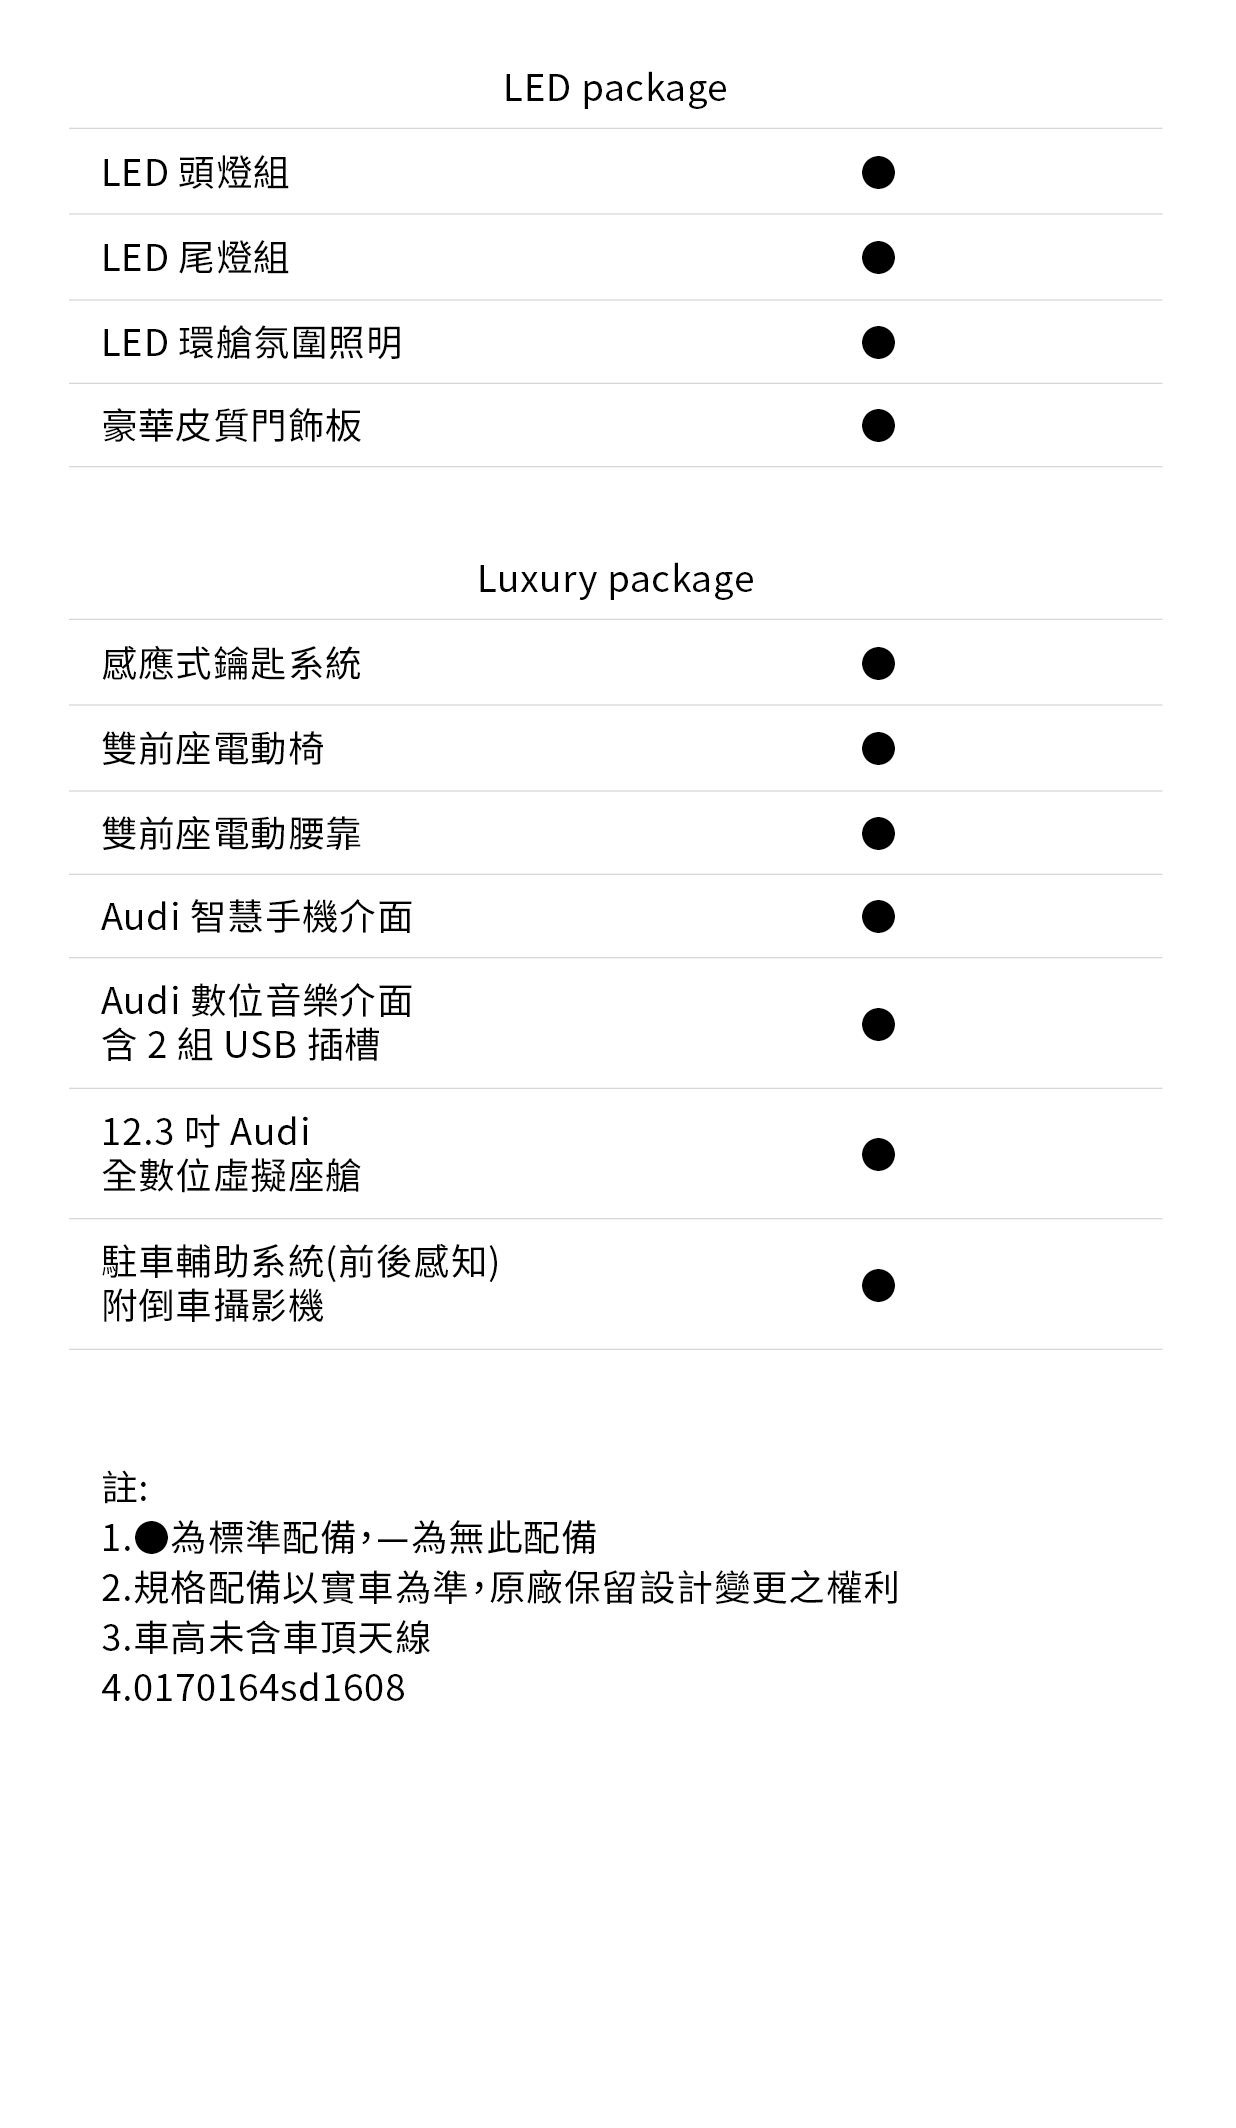 LED package
LED 頭燈組 ●
LED 尾燈組 ●
LED 環艙氛圍照明 ●
豪華皮質門飾板 ●
Luxury package
感應式鑰匙系統 ●
雙前座電動椅 ●
雙前座電動腰靠 ●
Audi 智慧手機介面 ●
Audi 數位音樂介面
含 2 組 USB 插槽 ●
12.3 吋 Audi
全數位虛擬座艙 ●
駐車輔助系統(前後感知)
附倒車攝影機 ●
註:
1.●為標準配備，—為無此配備
2.規格配備以實車為準，原廠保留設計變更之權利
3.車高未含車頂天線
4.0170164sd1608